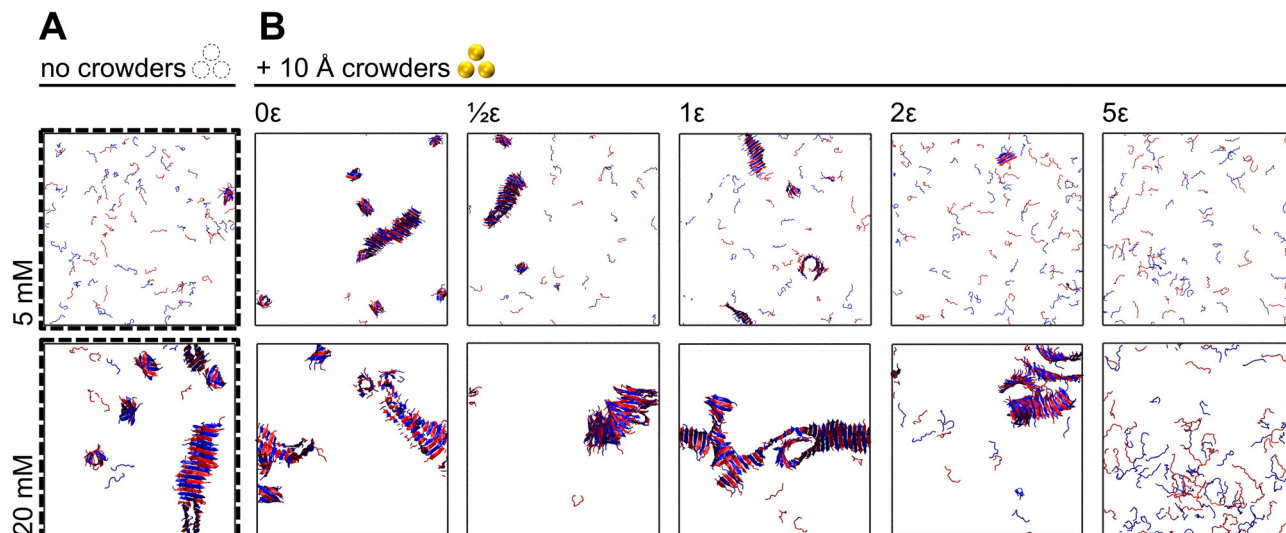 A
B
no crowders
+ 10 Å crowders
0ε
½ε
1ε
2ε
5ε
5 mM
20 mM